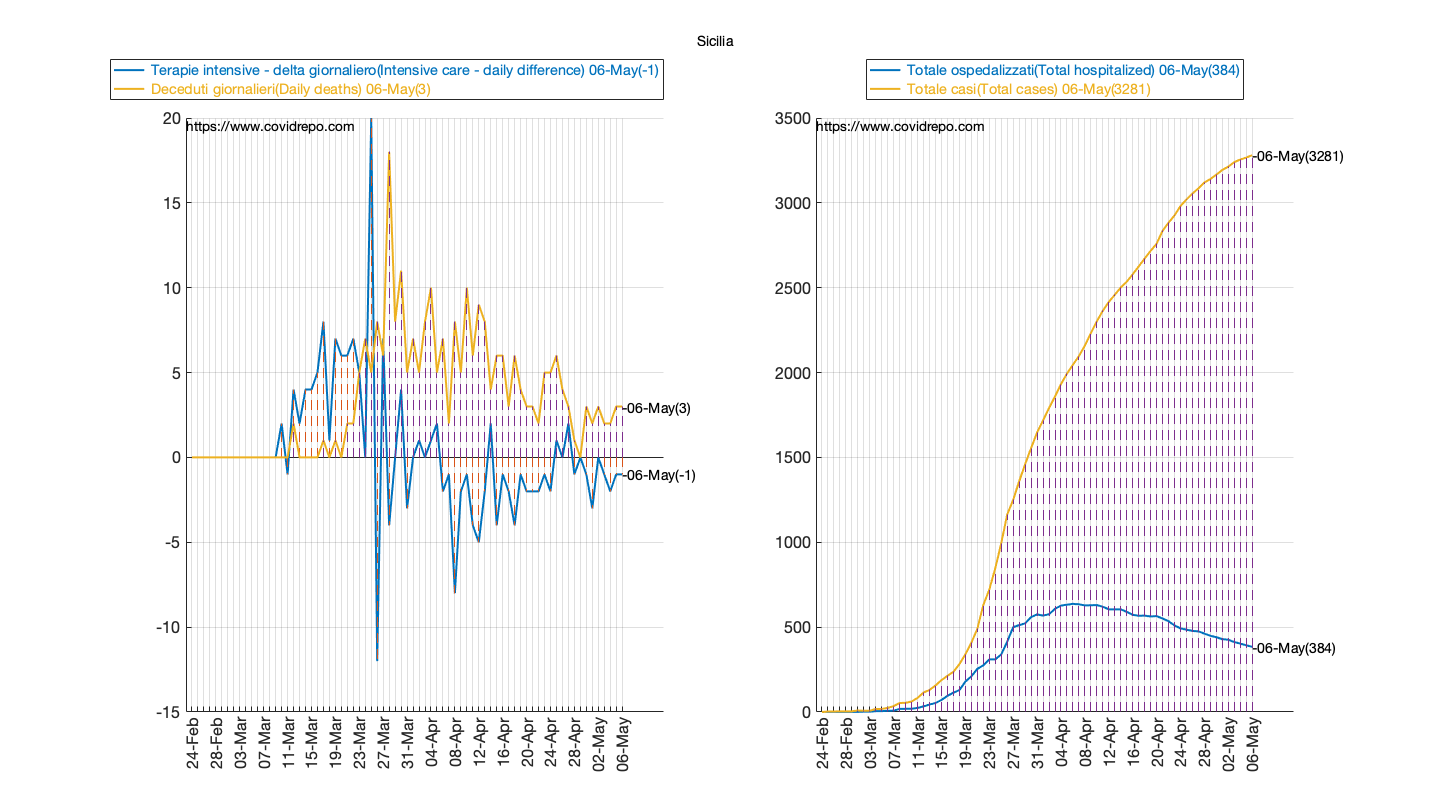 Sicilia
Terapie intensive - delta giornaliero(Intensive care - daily difference) 06-May(-1)
Deceduti giornalieri(Daily deaths) 06-May(3)
https://www.covidrepo.com
20
15
10
5
0
-5
-10
-15
-06-May(3)
-06-May(-1)
24-Feb
28-Feb
03-Mar
07-Mar
11-Mar
15-Mar
19-Mar
23-Mar
27-Mar
31-Mar
04-Apr
08-Apr
12-Apr
16-Apr
20-Apr
24-Apr
28-Apr
02-May
06-May
Totale ospedalizzati(Total hospitalized) 06-May(384)
Totale casi(Total cases) 06-May(3281)
https://www.covidrepo.com
3500
3000
2500
2000
1500
1000
500
0
-06-May(3281)
-06-May(384)
24-Feb
28-Feb
03-Mar
07-Mar
11-Mar
15-Mar
19-Mar
23-Mar
27-Mar
31-Mar
04-Apr
08-Apr
12-Apr
16-Apr
20-Apr
24-Apr
28-Apr
02-May
06-May